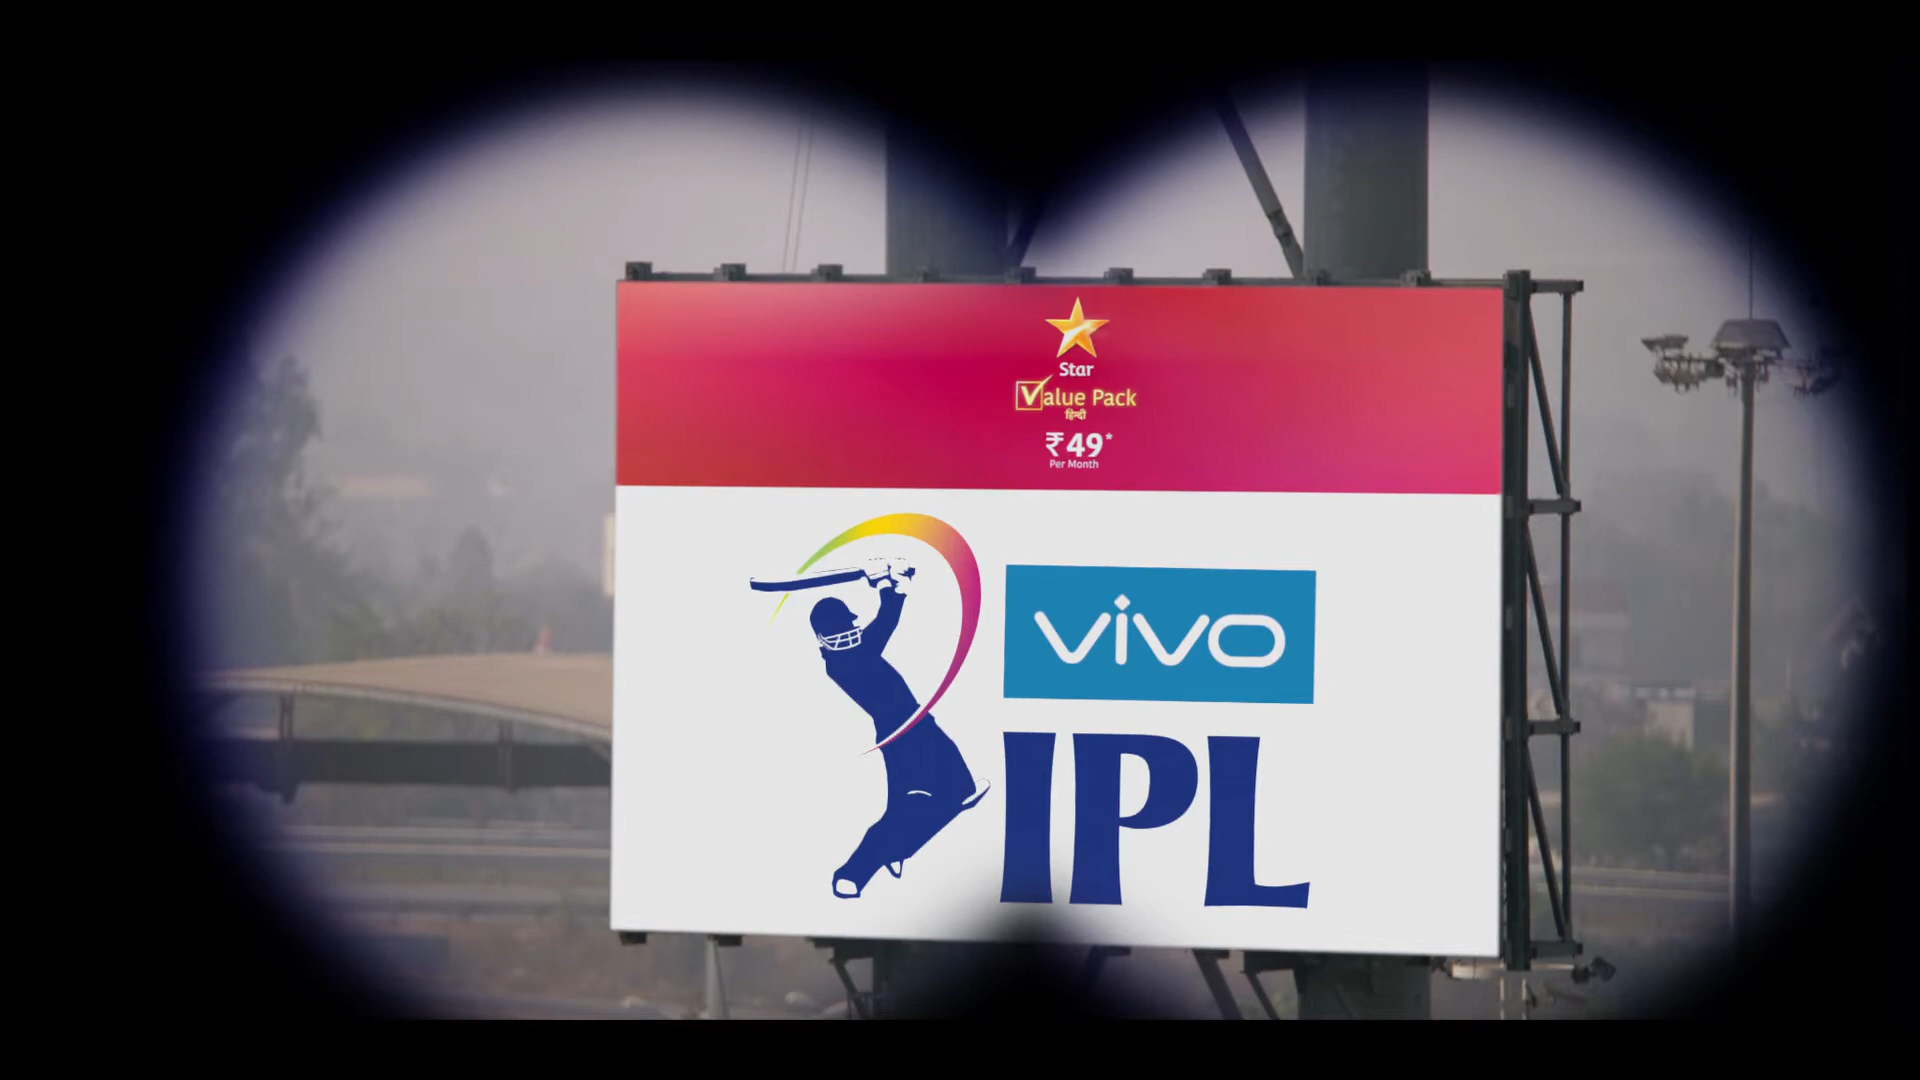 Star
Value Pack
हिन्दी
₹49*
Per Month
vivo
IPL